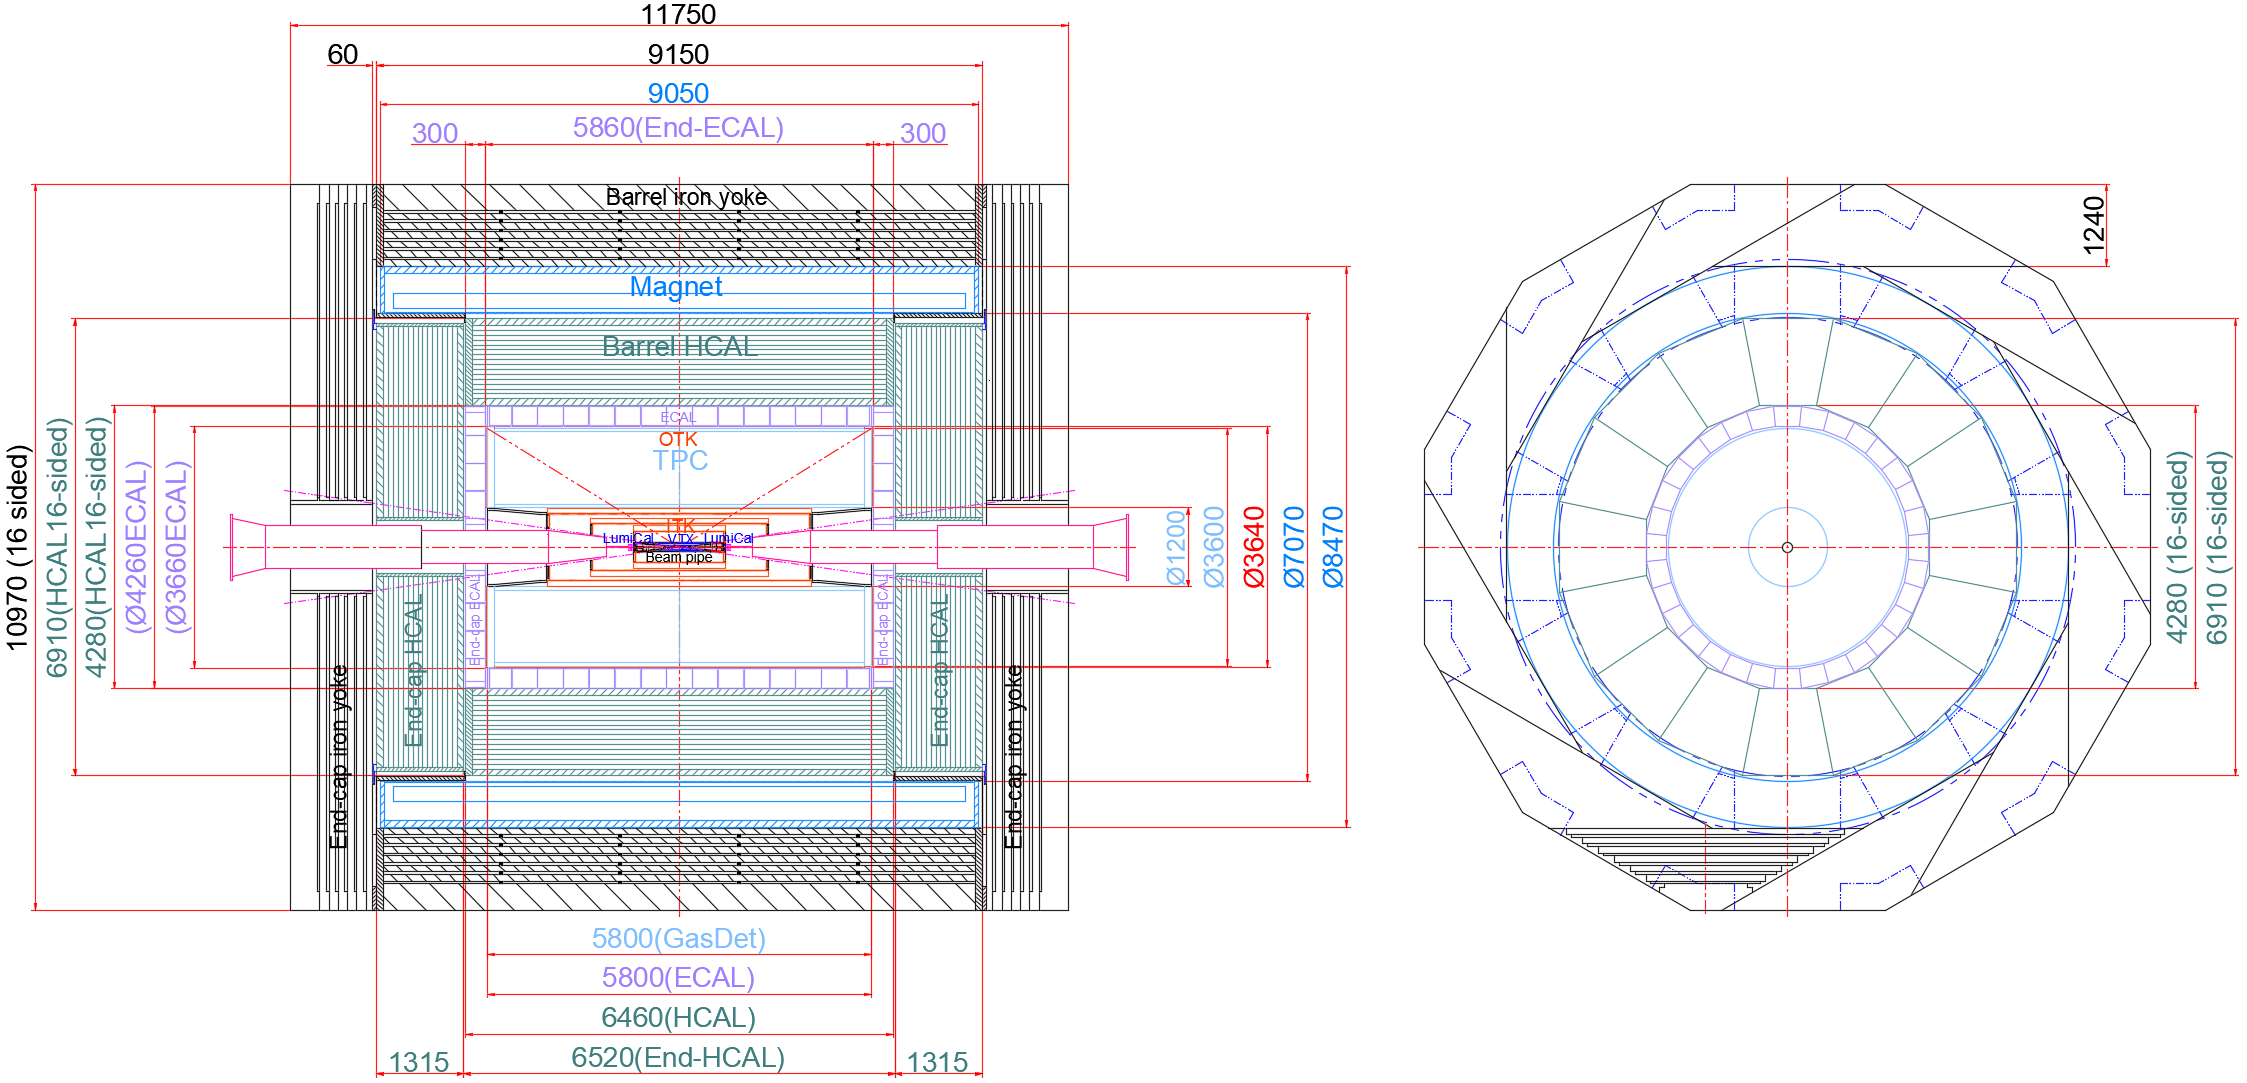 11750
60
9150
9050
300
5860(End-ECAL)
300
Barrel iron yoke
Magnet
Barrel HCAL
ECAL
OTK
TPC
ITK
LumiCal
VTX
LumiCal
Beam pipe
10970 (16 sided)
6910(HCAL16-sided)
4280(HCAL16-sided)
(Ø4260ECAL)
(Ø3660ECAL)
End-cap iron yoke
End-cap HCAL
End-cap ECAL
End-cap ECAL
End-cap HCAL
End-cap iron yoke
Ø1200
Ø3600
Ø3640
Ø7070
Ø8470
5800(GasDet)
5800(ECAL)
6460(HCAL)
1315
6520(End-HCAL)
1315
1240
4280 (16-sided)
6910 (16-sided)